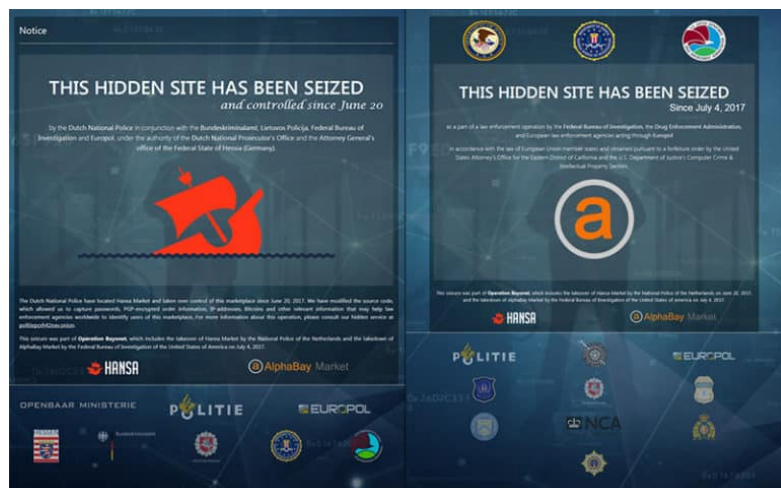 Notice
THIS HIDDEN SITE HAS BEEN SEIZED
and controlled since June 20
by the Dutch National Police in conjunction with the Bundeskriminalamt, Lietuvos Policija, Federal Bureau of
Investigation and Europol, under the authority of the Dutch National Prosecutor's Office and the Attorney General's
office of the Federal State of Hessia (Germany).
The Dutch National Police have located Hansa Market and taken over control of this marketplace since June 20, 2017. We have modified the source code,
which allowed us to capture passwords, PGP-encrypted order information, IP-addresses, Bitcoins and other relevant information that may help law
enforcement agencies worldwide to identify users of this marketplace. For more information about this operation, please consult our hidden service at
This seizure was part of Operation Bayonet, which includes the takeover of Hansa Market by the National Police of the Netherlands and the takedown of
AlphaBay Market by the Federal Bureau of Investigation of the United States of America on July 4, 2017.
HANSA
a AlphaBay Market
OPENBAAR MINISTERIE
POLITIE
EUROPOL
Bundeskriminalamt
THIS HIDDEN SITE HAS BEEN SEIZED
Since July 4, 2017
as a part of a law enforcement operation by the Federal Bureau of Investigation, the Drug Enforcement Administration,
and European law enforcement agencies acting through Europol
in accordance with the law of European Union member states and obtained pursuant to a forfeiture order by the United
States Attorney's Office for the Eastern District of California and the U.S. Department of Justice's Computer Crime &
Intellectual Property Section.
a
This seizure was part of Operation Bayonet, which includes the takeover of Hansa Market by the National Police of the Netherlands on June 20, 2017,
and the takedown of AlphaBay Market by the Federal Bureau of Investigation of the United States of america on July 4, 2017.
HANSA
a AlphaBay Market
POLITIE
EUROPOL
NCA